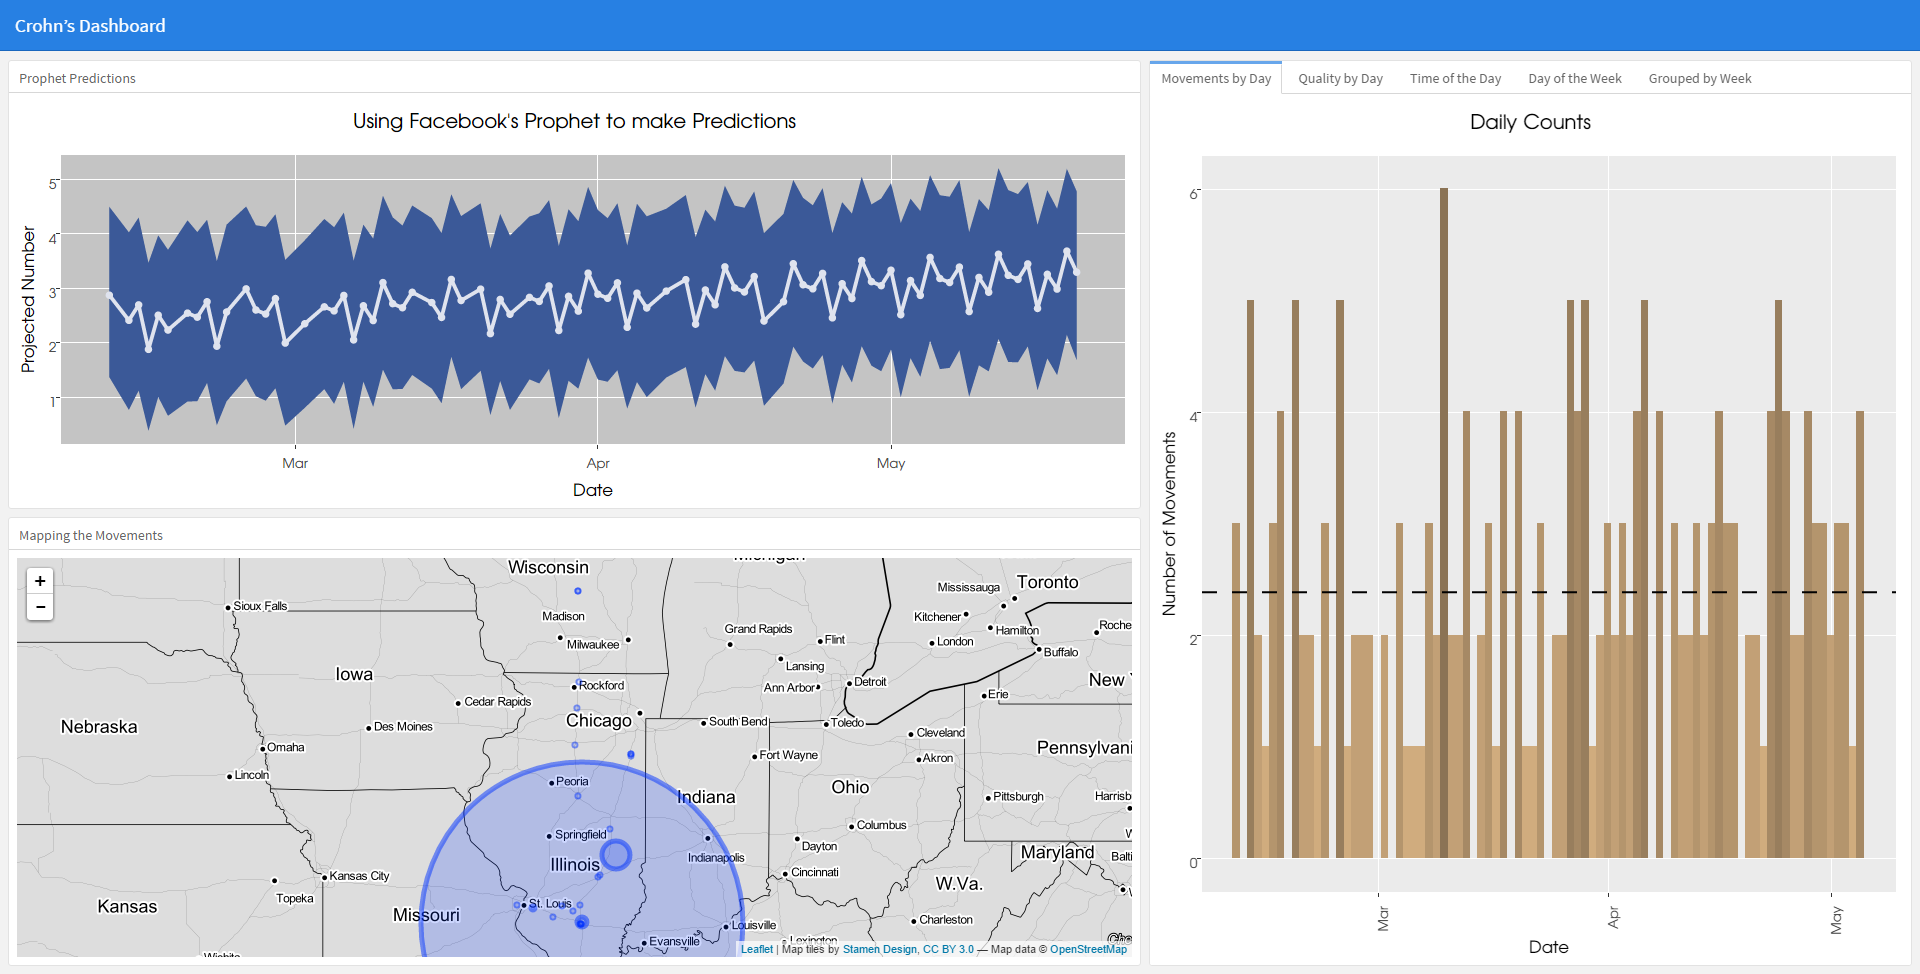 Crohn's Dashboard
Prophet Predictions
Using Facebook's Prophet to make Predictions
Projected Number
5
4
3
2
1
Mar Apr May
Date
Mapping the Movements
+
−
Wisconsin
Michigan
Toronto
Mississauga
Sioux Falls
Madison
Kitchener
Hamilton
Milwaukee
Grand Rapids
Flint
London
Buffalo
Lansing
Iowa
Rockford
Ann Arbor
Detroit
Erie
New
Cedar Rapids
Chicago
South Bend
Toledo
Nebraska
Des Moines
Cleveland
Omaha
Fort Wayne
Akron
Pennsylvani
Lincoln
Peoria
Indiana
Ohio
Pittsburgh
Harrisb
Springfield
Columbus
Illinois
Indianapolis
Dayton
Maryland
Balti
Kansas City
Cincinnati
W.Va.
Topeka
Kansas
Missouri
St. Louis
Louisville
Charleston
Evansville
Lexington
Wichita
Leaflet | Map tiles by Stamen Design, CC BY 3.0 — Map data © OpenStreetMap
Movements by Day Quality by Day Time of the Day Day of the Week Grouped by Week
Daily Counts
Number of Movements
6
4
2
0
Mar Apr May
Date